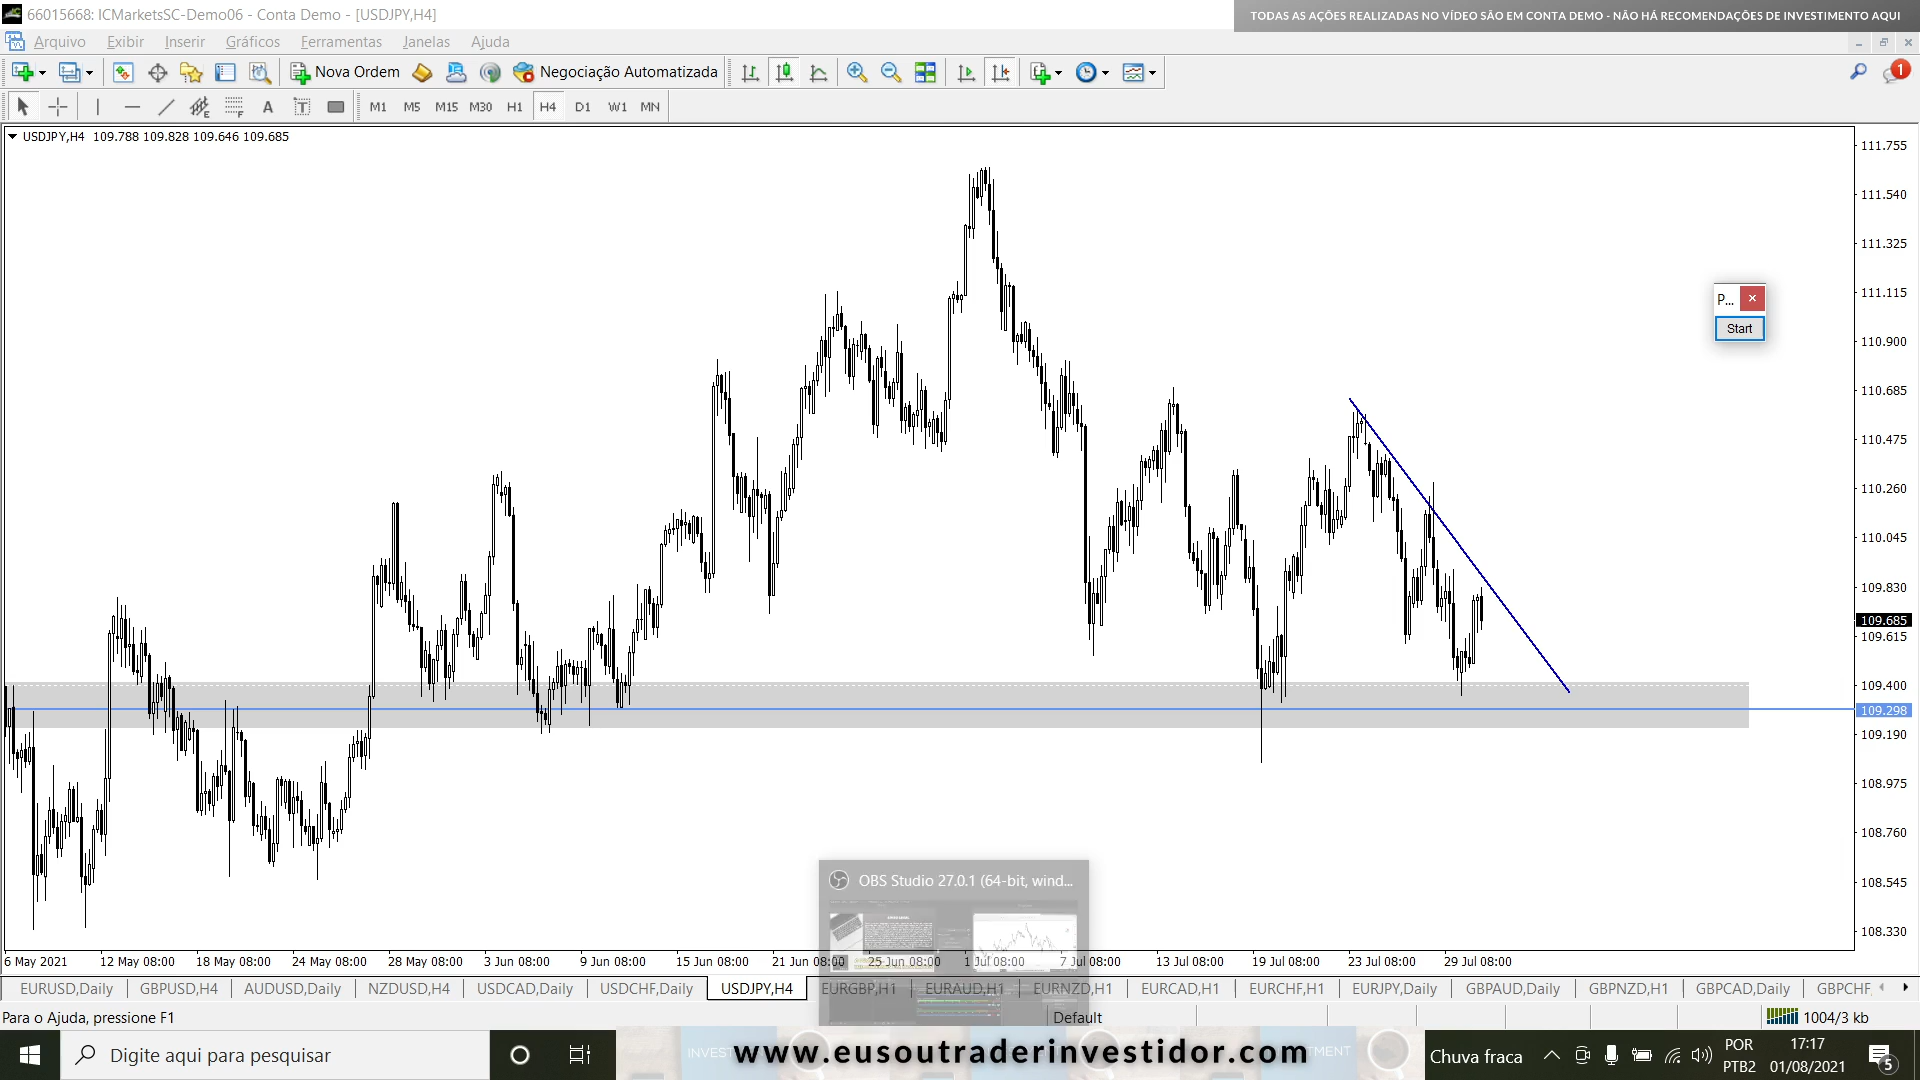 66015668: ICMarketsSC-Demo06 - Conta Demo - [USDJPY,H4]
TODAS AS AÇÕES REALIZADAS NO VÍDEO SÃO EM CONTA DEMO - NÃO HÁ RECOMENDAÇÕES DE INVESTIMENTO AQUI
Arquivo Exibir Inserir Gráficos Ferramentas Janelas Ajuda
Nova Ordem Negociação Automatizada
1
A T M1 M5 M15 M30 H1 H4 D1 W1 MN
USDJPY,H4 109.788 109.828 109.646 109.685
111.755
111.540
111.325
111.115
P...
Start
110.900
110.685
110.475
110.260
110.045
109.830
109.685
109.615
109.400
109.298
109.190
108.975
108.760
108.545
108.330
OBS Studio 27.0.1 (64-bit, wind...
6 May 2021 12 May 08:00 18 May 08:00 24 May 08:00 28 May 08:00 3 Jun 08:00 9 Jun 08:00 15 Jun 08:00 21 Jun 08:00 25 Jun 08:00 1 Jul 08:00 7 Jul 08:00 13 Jul 08:00 19 Jul 08:00 23 Jul 08:00 29 Jul 08:00
EURUSD,Daily GBPUSD,H4 AUDUSD,Daily NZDUSD,H4 USDCAD,Daily USDCHF,Daily USDJPY,H4 EURGBP,H1 EURAUD,H1 EURNZD,H1 EURCAD,H1 EURCHF,H1 EURJPY,Daily GBPAUD,Daily GBPNZD,H1 GBPCAD,Daily GBPCHF
Para o Ajuda, pressione F1
Default
1004/3 kb
Digite aqui para pesquisar
www.eusoutraderinvestidor.com
Chuva fraca
POR
PTB2
17:17
01/08/2021
5